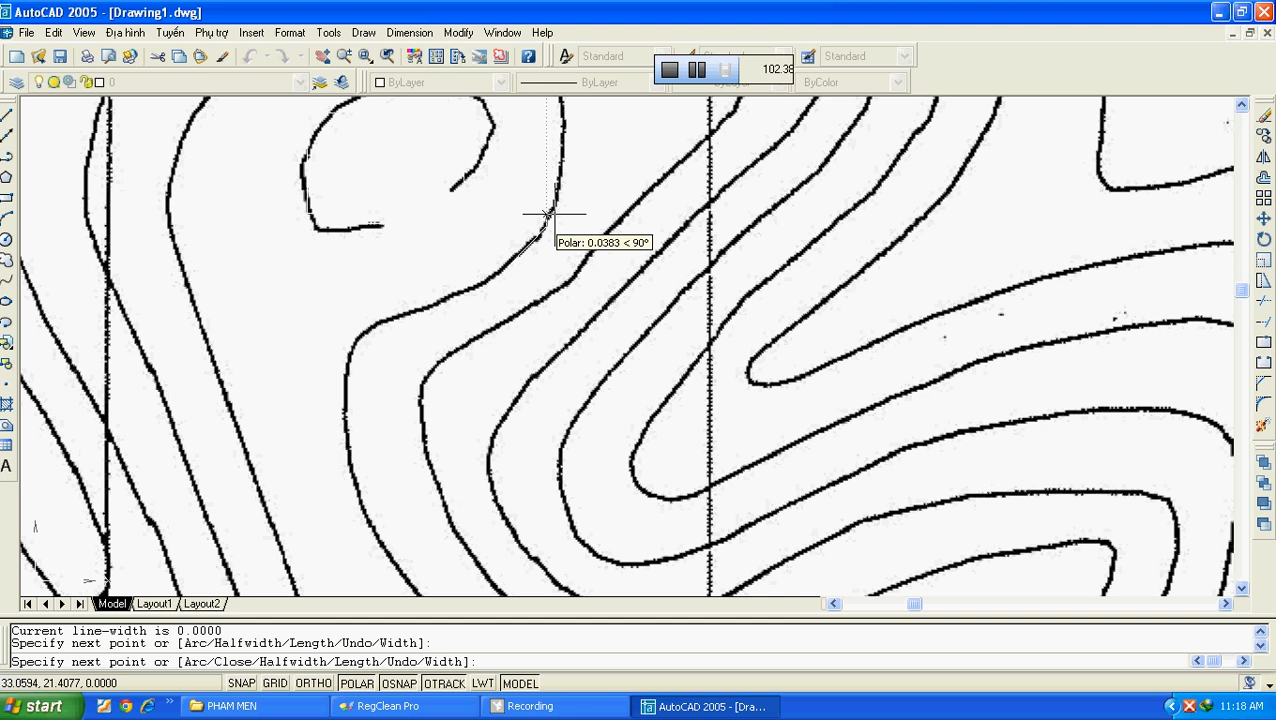 AutoCAD 2005 - [Drawing1.dwg]
File Edit View Địa hình Tuyến Phụ trợ Insert Format Tools Draw Dimension Modify Window Help
Standard Standard Standard
102.38
0 ByLayer ByLayer ByColor
Polar: 0.0383 < 90°
Model Layout1 Layout2
Current line-width is 0.0000
Specify next point or [Arc/Halfwidth/Length/Undo/Width]:
Specify next point or [Arc/Close/Halfwidth/Length/Undo/Width]:
33.0594, 21.4077, 0.0000 SNAP GRID ORTHO POLAR OSNAP OTRACK LWT MODEL
start PHAM MEN RegClean Pro Recording AutoCAD 2005 - [Dra... 11:18 AM